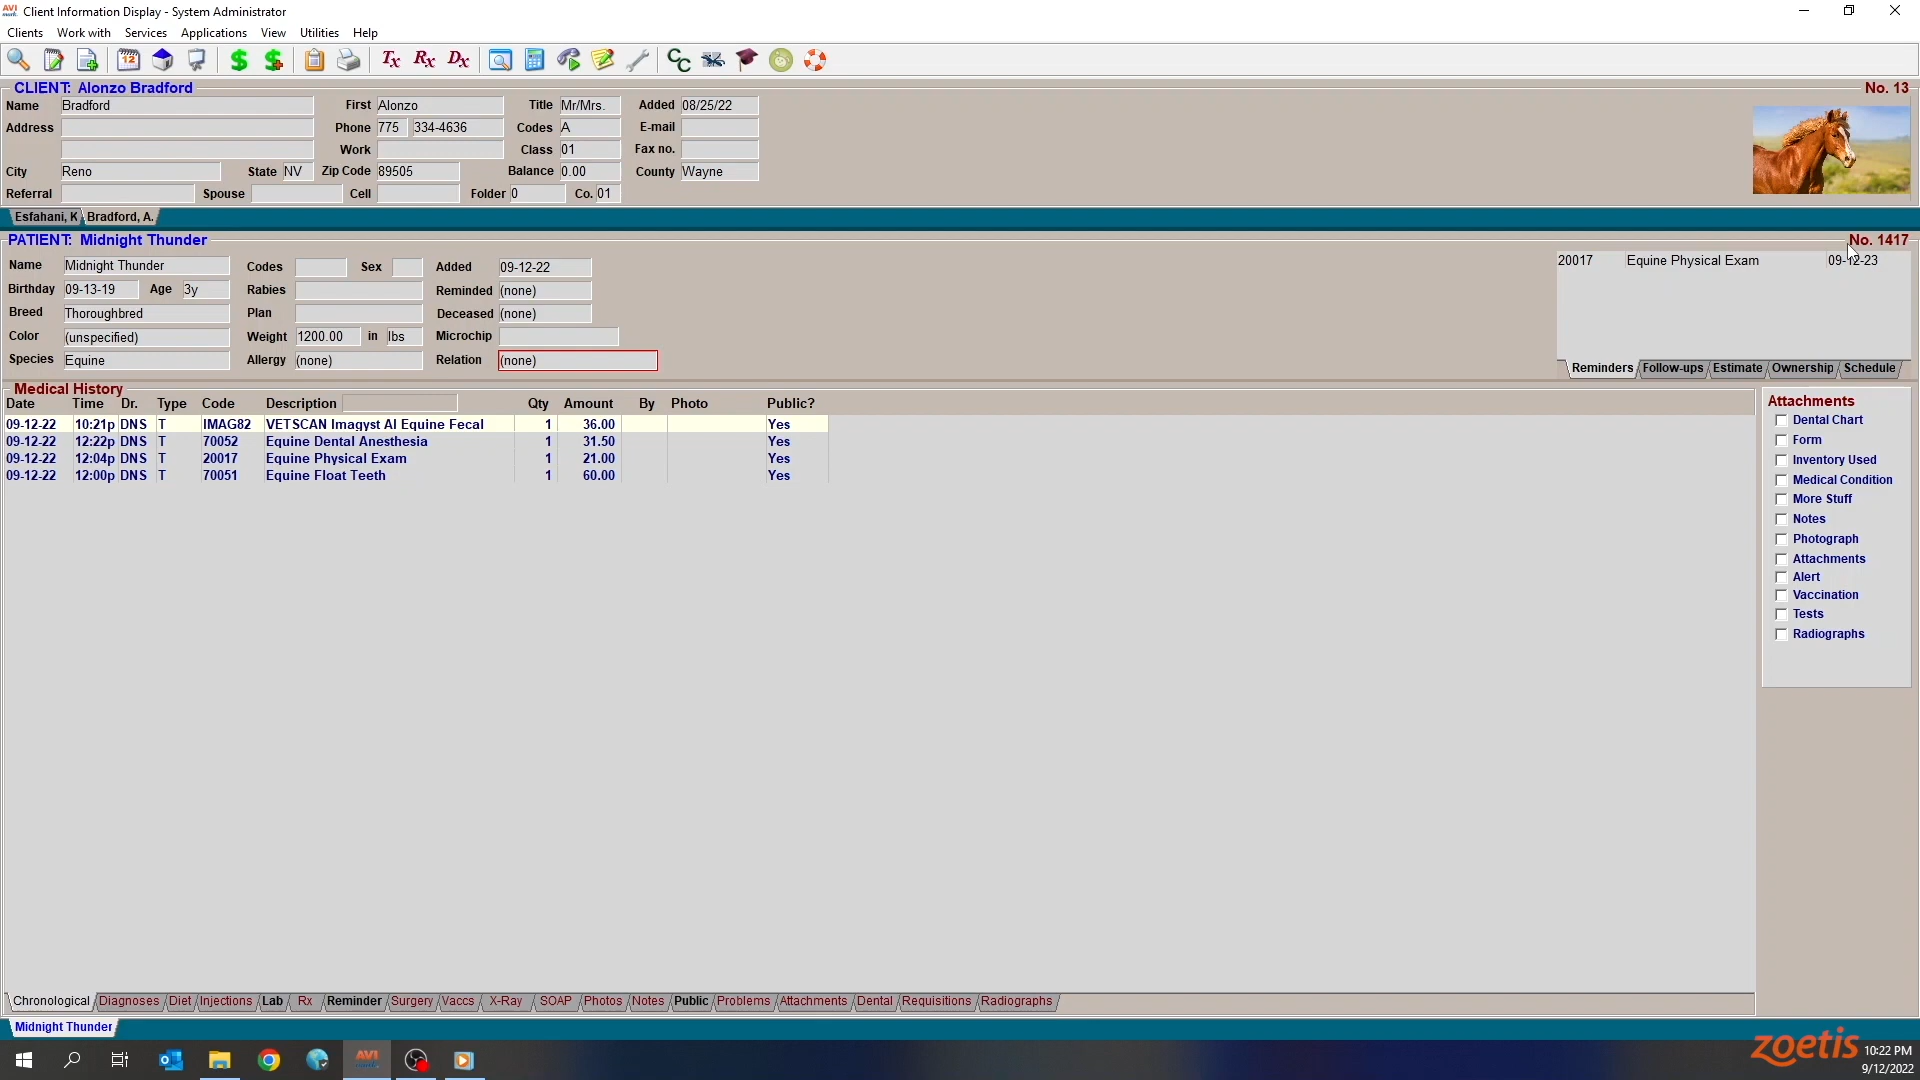 AVI mark Client Information Display - System Administrator
Clients Work with Services Applications View Utilities Help
12 $ $ Tx Rx Dx CC
CLIENT: Alonzo Bradford No. 13
Name Bradford First Alonzo Title Mr/Mrs. Added 08/25/22
Address Phone 775 334-4636 Codes A E-mail
Work Class 01 Fax no.
City Reno State NV Zip Code 89505 Balance 0.00 County Wayne
Referral Spouse Cell Folder 0 Co. 01
Esfahani, K Bradford, A.
PATIENT: Midnight Thunder No. 1417
Name Midnight Thunder Codes Sex Added 09-12-22 20017 Equine Physical Exam 09-12-23
Birthday 09-13-19 Age 3y Rabies Reminded (none)
Breed Thoroughbred Plan Deceased (none)
Color (unspecified) Weight 1200.00 in lbs Microchip
Species Equine Allergy (none) Relation (none)
Reminders Follow-ups Estimate Ownership Schedule
Medical History
Date Time Dr. Type Code Description Qty Amount By Photo Public?
09-12-22 10:21p DNS T IMAG82 VETSCAN Imagyst AI Equine Fecal 1 36.00 Yes
09-12-22 12:22p DNS T 70052 Equine Dental Anesthesia 1 31.50 Yes
09-12-22 12:04p DNS T 20017 Equine Physical Exam 1 21.00 Yes
09-12-22 12:00p DNS T 70051 Equine Float Teeth 1 60.00 Yes
Attachments
Dental Chart
Form
Inventory Used
Medical Condition
More Stuff
Notes
Photograph
Attachments
Alert
Vaccination
Tests
Radiographs
Chronological Diagnoses Diet Injections Lab Rx Reminder Surgery Vaccs X-Ray SOAP Photos Notes Public Problems Attachments Dental Requisitions Radiographs
Midnight Thunder
AVI mark zoetis 10:22 PM
9/12/2022